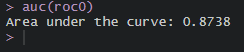 > auc(roc0)
Area under the curve: 0.8738
>